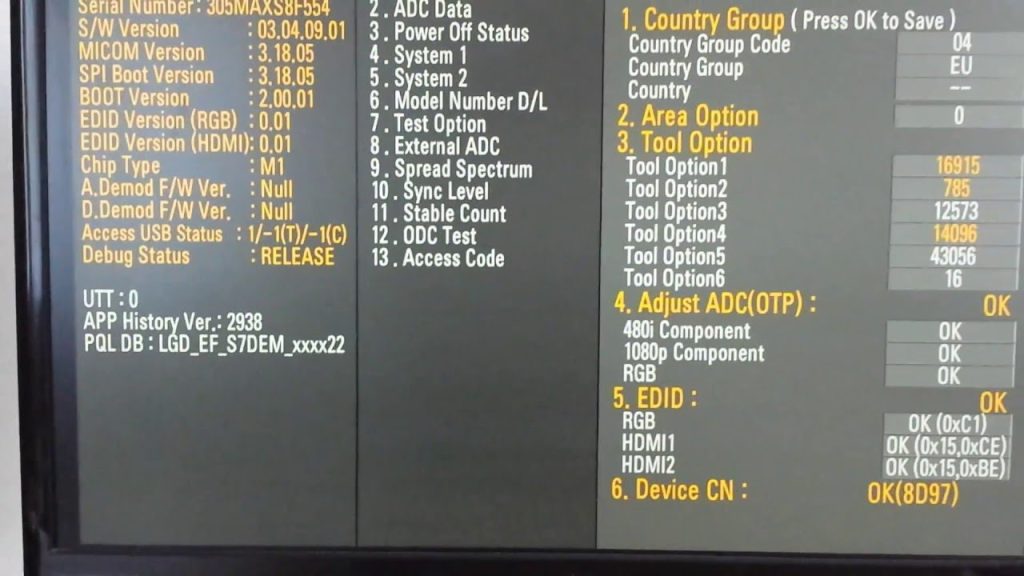 Serial Number: 305MAXS8F554
S/W Version : 03.04.09.01
MICOM Version : 3.18.05
SPI Boot Version : 3.18.05
BOOT Version : 2.00.01
EDID Version (RGB) : 0.01
EDID Version (HDMI): 0.01
Chip Type : M1
A.Demod F/W Ver. : Null
D.Demod F/W Ver. : Null
Access USB Status : 1/-1(T)/-1(C)
Debug Status : RELEASE
UTT : 0
APP History Ver.: 2938
PQL DB : LGD_EF_S7DEM_xxxx22
2 . ADC Data
3 . Power Off Status
4 . System 1
5 . System 2
6 . Model Number D/L
7 . Test Option
8 . External ADC
9 . Spread Spectrum
10 . Sync Level
11 . Stable Count
12 . ODC Test
13 . Access Code
1. Country Group ( Press OK to Save )
Country Group Code 04
Country Group EU
Country --
2. Area Option 0
3. Tool Option
Tool Option1 16915
Tool Option2 785
Tool Option3 12573
Tool Option4 14096
Tool Option5 43056
Tool Option6 16
4. Adjust ADC(OTP) : OK
480i Component OK
1080p Component OK
RGB OK
5. EDID : OK
RGB OK (0xC1)
HDMI1 OK (0x15,0xCE)
HDMI2 OK (0x15,0xBE)
6. Device CN : OK(8D97)